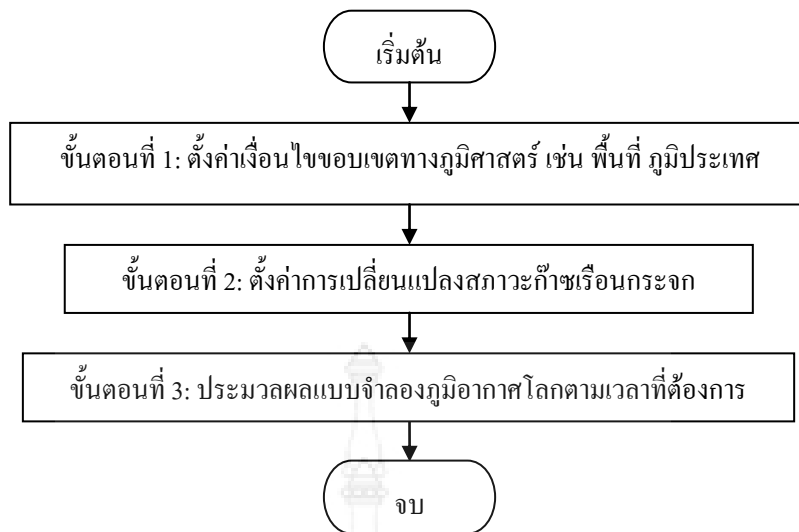 เริ่มต้น
ขั้นตอนที่ 1: ตั้งค่าเงื่อนไขขอบเขตทางภูมิศาสตร์ เช่น พื้นที่ ภูมิประเทศ
ขั้นตอนที่ 2: ตั้งค่าการเปลี่ยนแปลงสภาวะก๊าซเรือนกระจก
ขั้นตอนที่ 3: ประมวลผลแบบจำลองภูมิอากาศโลกตามเวลาที่ต้องการ
จบ